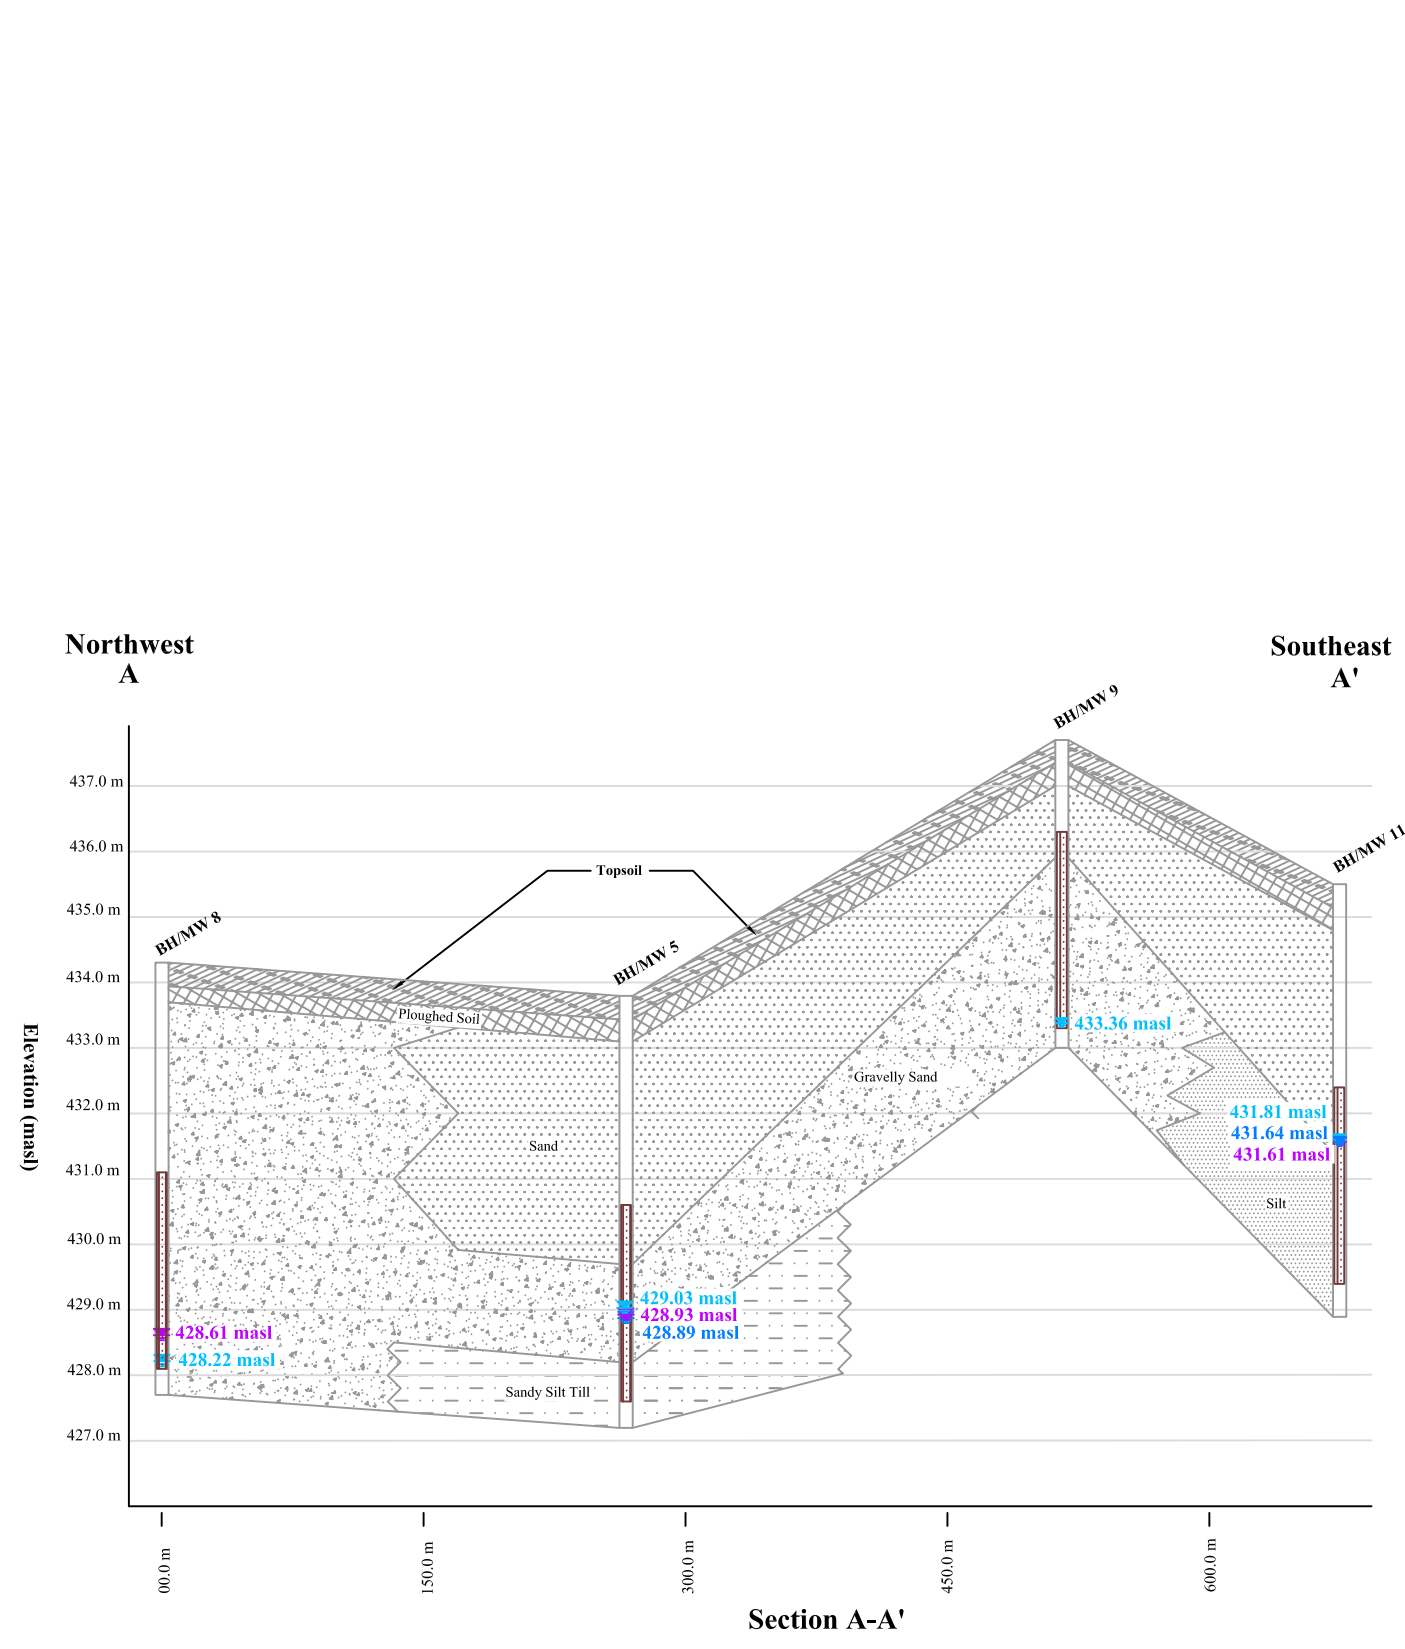 Northwest
A
Southeast
A'
BH/MW 9
437.0 m
436.0 m
BH/MW 11
Topsoil
435.0 m
BH/MW 8
BH/MW 5
434.0 m
Ploughed Soil
433.36 masl
433.0 m
Elevation (masl)
Gravelly Sand
432.0 m
431.81 masl
431.64 masl
Sand
431.61 masl
431.0 m
Silt
430.0 m
429.03 masl
429.0 m
428.93 masl
428.61 masl
428.89 masl
428.22 masl
428.0 m
Sandy Silt Till
427.0 m
00.0 m
150.0 m
300.0 m
450.0 m
600.0 m
Section A-A'